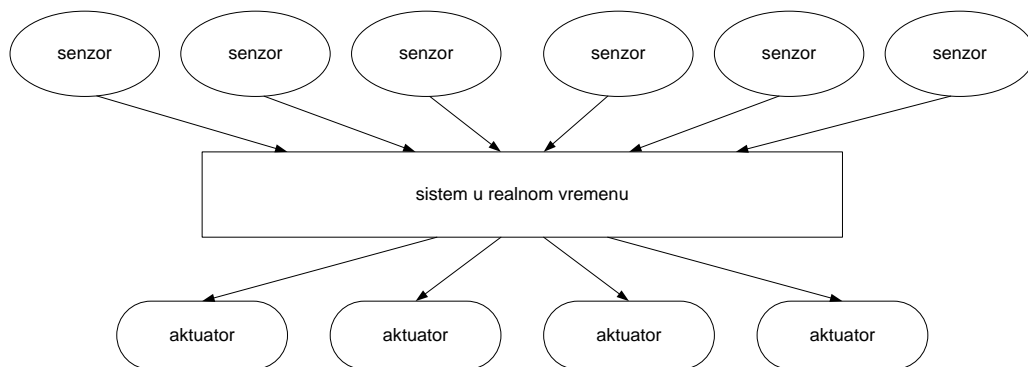 senzor
senzor
senzor
senzor
senzor
senzor
sistem u realnom vremenu
aktuator
aktuator
aktuator
aktuator